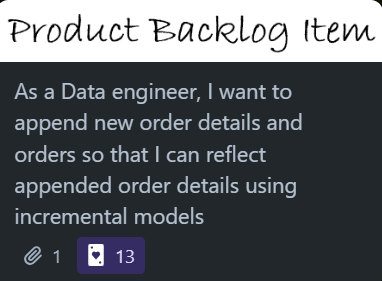 Product Backlog Item
As a Data engineer, I want to
append new order details and
orders so that I can reflect
appended order details using
incremental models
1 13